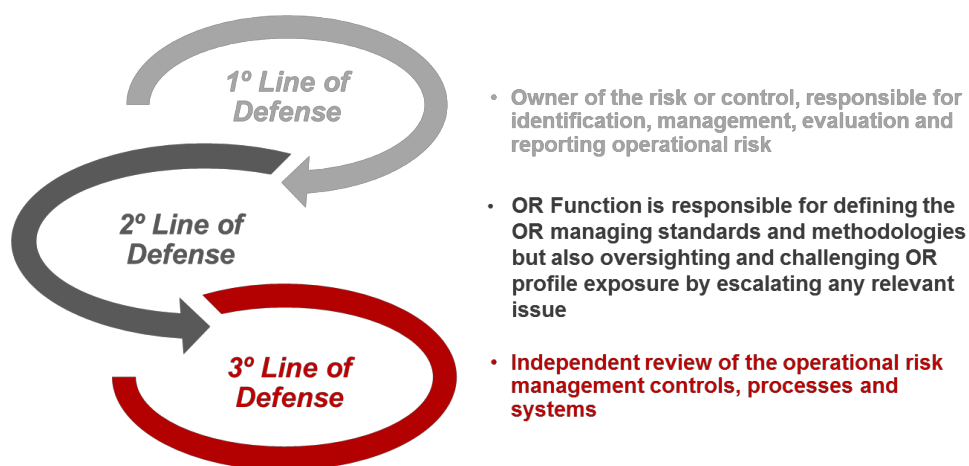 1º Line of
Defense
• Owner of the risk or control, responsible for
identification, management, evaluation and
reporting operational risk
2º Line of
Defense
• OR Function is responsible for defining the
OR managing standards and methodologies
but also oversighting and challenging OR
profile exposure by escalating any relevant
issue
3º Line of
Defense
• Independent review of the operational risk
management controls, processes and
systems